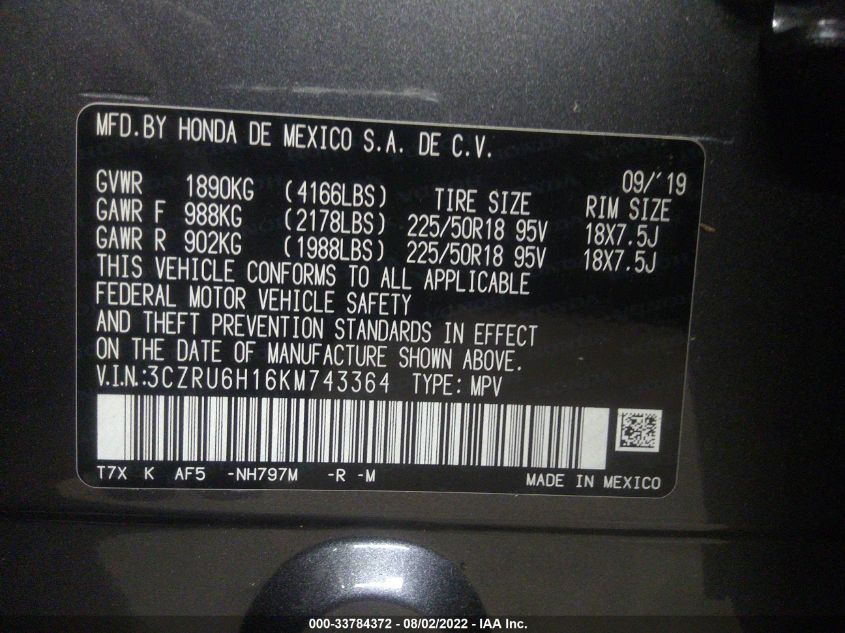 MFD.BY HONDA DE MEXICO S.A. DE C.V.
09/'19
GVWR 1890KG (4166LBS) TIRE SIZE RIM SIZE
GAWR F 988KG (2178LBS) 225/50R18 95V 18X7.5J
GAWR R 902KG (1988LBS) 225/50R18 95V 18X7.5J
THIS VEHICLE CONFORMS TO ALL APPLICABLE
FEDERAL MOTOR VEHICLE SAFETY
AND THEFT PREVENTION STANDARDS IN EFFECT
ON THE DATE OF MANUFACTURE SHOWN ABOVE.
V.I.N.:3CZRU6H16KM743364 TYPE: MPV
T7X K AF5 -NH797M -R -M MADE IN MEXICO
000-33784372 - 08/02/2022 - IAA Inc.